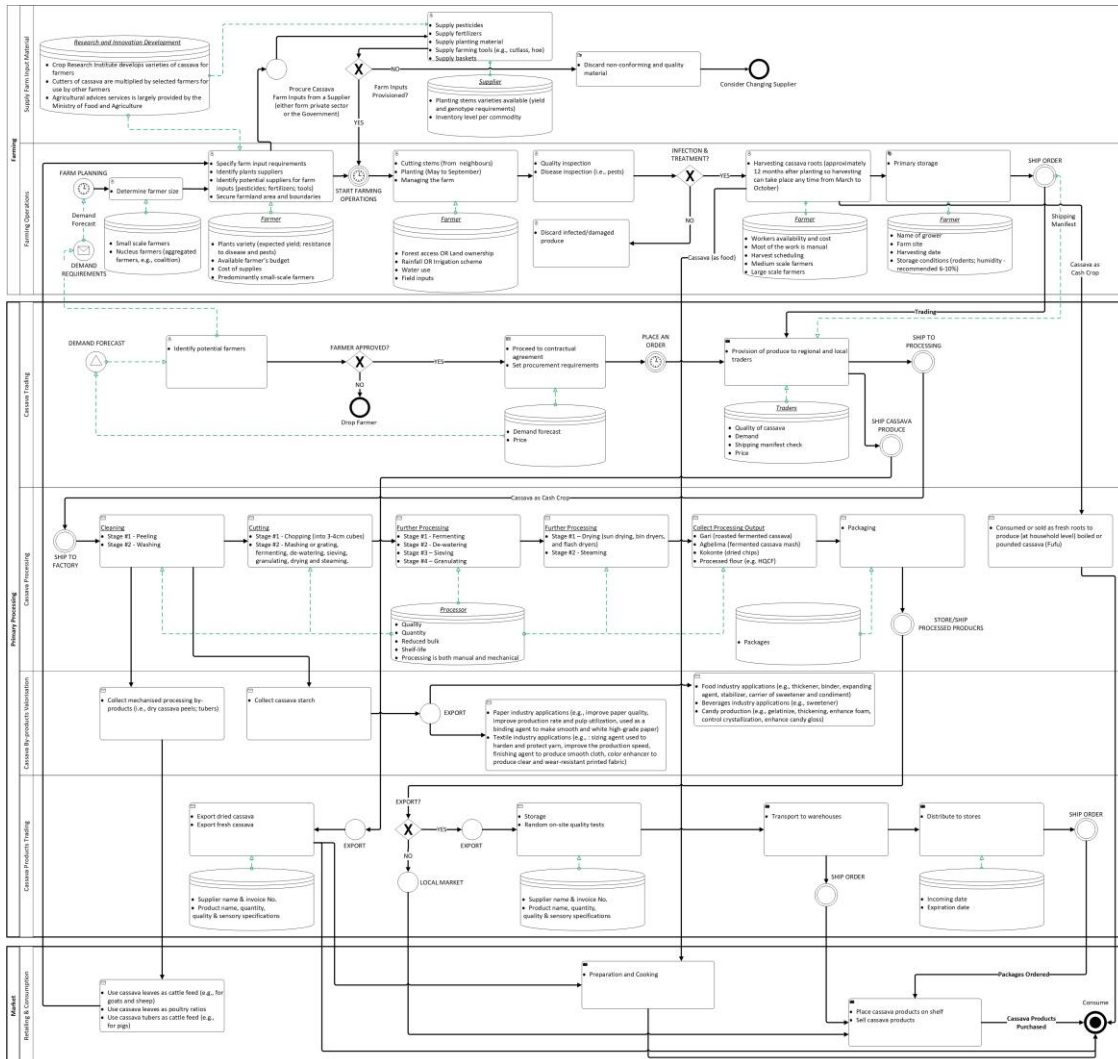 Farming
Supply Farm Input Material
Research and Innovation Development
• Crop Research Institute develops varieties of cassava for
farmers
• Cutters of cassava are multiplied by selected farmers for
use by other farmers
• Agricultural advices services is largely provided by the
Ministry of Food and Agriculture
Procure Cassava
Farm Inputs from a Supplier
(either form private sector
or the Government)
• Supply pesticides
• Supply fertilizers
• Supply planting material
• Supply farming tools (e.g., cutlass, hoe)
• Supply baskets
X
NO
Farm Inputs
Provisioned?
YES
Supplier
• Planting stems varieties available (yield
and genotype requirements)
• Inventory level per commodity
• Discard non-conforming and quality
material
Consider Changing Supplier
Farming Operations
FARM PLANNING
Demand
Forecast
DEMAND
REQUIREMENTS
• Determine farmer size
• Small scale farmers
• Nucleus farmers (aggregated
farmers, e.g., coalition)
• Specify farm input requirements
• Identify plants suppliers
• Identify potential suppliers for farm
inputs (pesticides; fertilizers; tools)
• Secure farmland area and boundaries
Farmer
• Plants variety (expected yield; resistance
to disease and pests)
• Available farmer's budget
• Cost of supplies
• Predominantly small-scale farmers
START FARMING
OPERATIONS
• Cutting stems (from neighbours)
• Planting (May to September)
• Managing the farm
Farmer
• Forest access OR Land ownership
• Rainfall OR Irrigation scheme
• Water use
• Field inputs
• Quality inspection
• Disease inspection (i.e., pests)
• Discard infected/damaged
produce
INFECTION &
TREATMENT?
X
YES
NO
Cassava (as food)
• Harvesting cassava roots (approximately
12 months after planting so harvesting
can take place any time from March to
October)
Farmer
• Workers availability and cost
• Most of the work is manual
• Harvest scheduling
• Medium scale farmers
• Large scale farmers
• Primary storage
Farmer
• Name of grower
• Farm site
• Harvesting date
• Storage conditions (rodents; humidity -
recommended 6-10%)
SHIP ORDER
Shipping
Manifest
Cassava as
Cash Crop
Trading
Primary Processing
Cassava Trading
DEMAND FORECAST
• Identify potential farmers
FARMER APPROVED?
X
YES
NO
Drop Farmer
• Proceed to contractual
agreement
• Set procurement requirements
• Demand forecast
• Price
PLACE AN
ORDER
• Provision of produce to regional and local
traders
Traders
• Quality of cassava
• Demand
• Shipping manifest check
• Price
SHIP TO
PROCESSING
SHIP CASSAVA
PRODUCE
Cassava Processing
Cassava as Cash Crop
SHIP TO
FACTORY
Cleaning
• Stage #1 - Peeling
• Stage #2 - Washing
Cutting
• Stage #1 - Chopping (into 3-4cm cubes)
• Stage #2 - Mashing or grating,
fermenting, de-watering, sieving,
granulating, drying and steaming.
Further Processing
• Stage #1 - Fermenting
• Stage #2 - De-watering
• Stage #3 – Sieving
• Stage #4 – Granulating
Further Processing
• Stage #1 – Drying (sun drying, bin dryers,
and flash dryers)
• Stage #2 - Steaming
Collect Processing Output
• Gari (roasted fermented cassava)
• Agbelima (fermented cassava mash)
• Kokonte (dried chips)
• Processed flour (e.g. HQCF)
• Packaging
• Consumed or sold as fresh roots to
produce (at household level) boiled or
pounded cassava (Fufu)
Processor
• Quality
• Quantity
• Reduced bulk
• Shelf-life
• Processing is both manual and mechanical
• Packages
STORE/SHIP
PROCESSED PRODUCRS
Cassava By-products Valorisation
• Collect mechanised processing by-
products (i.e., dry cassava peels; tubers)
• Collect cassava starch
EXPORT
• Paper industry applications (e.g., improve paper quality,
improve production rate and pulp utilization, used as a
binding agent to make smooth and white high-grade paper)
• Textile industry applications (e.g., : sizing agent used to
harden and protect yarn, improve the production speed,
finishing agent to produce smooth cloth, color enhancer to
produce clear and wear-resistant printed fabric)
• Food industry applications (e.g., thickener, binder, expanding
agent, stabilizer, carrier of sweetener and condiment)
• Beverages industry applications (e.g., sweetener)
• Candy production (e.g., gelatinize, thickening, enhance foam,
control crystallization, enhance candy gloss)
Cassava Products Trading
• Export dried cassava
• Export fresh cassava
• Supplier name & invoice No.
• Product name, quantity,
quality & sensory specifications
EXPORT
EXPORT?
X
YES
EXPORT
NO
LOCAL MARKET
• Storage
• Random on-site quality tests
• Supplier name & invoice No.
• Product name, quantity,
quality & sensory specifications
• Transport to warehouses
SHIP ORDER
• Distribute to stores
• Incoming date
• Expiration date
SHIP ORDER
Market
Retailing & Consumption
• Use cassava leaves as cattle feed (e.g., for
goats and sheep)
• Use cassava leaves as poultry ratios
• Use cassava tubers as cattle feed (e.g.,
for pigs)
• Preparation and Cooking
Packages Ordered
• Place cassava products on shelf
• Sell cassava products
Cassava Products
Purchased
Consume